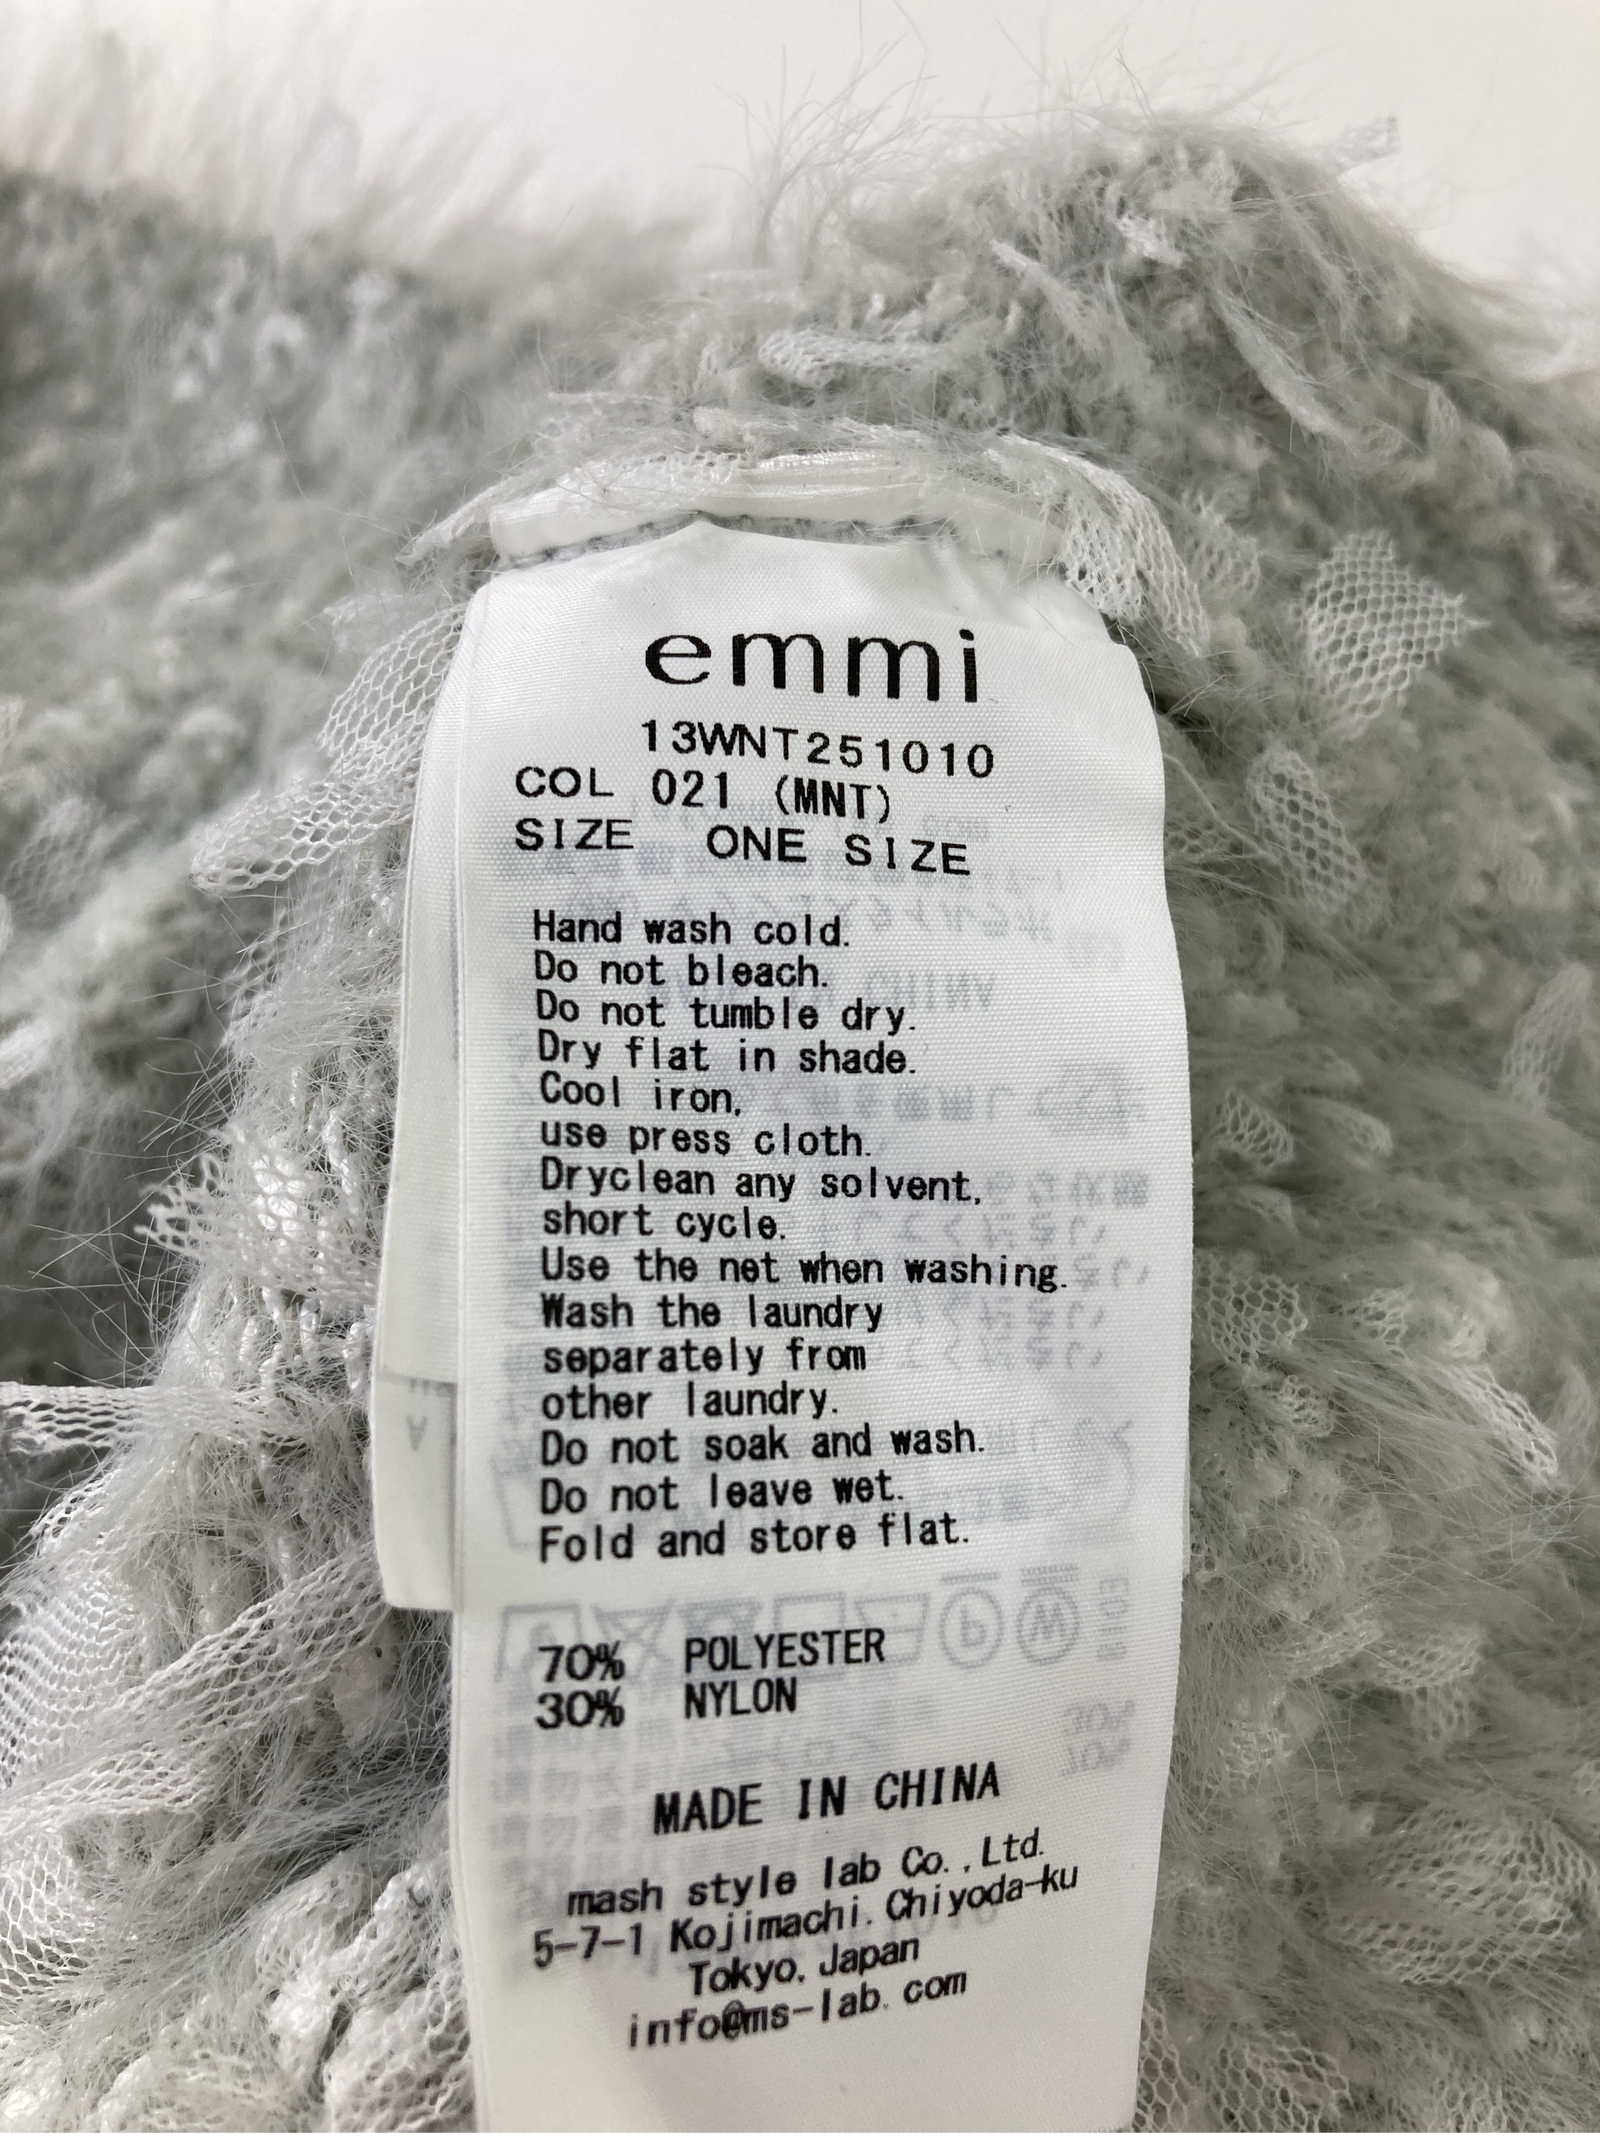 emmi
13WNT251010
COL 021 (MNT)
SIZE ONE SIZE
Hand wash cold.
Do not bleach.
Do not tumble dry.
Dry flat in shade.
Cool iron,
use press cloth.
Dryclean any solvent,
short cycle.
Use the net when washing.
Wash the laundry
separately from
other laundry.
Do not soak and wash.
Do not leave wet.
Fold and store flat.
70% POLYESTER
30% NYLON
MADE IN CHINA
mash style lab Co.,Ltd.
5-7-1 Kojimachi. Chiyoda-ku
Tokyo, Japan
info@ms-lab.com